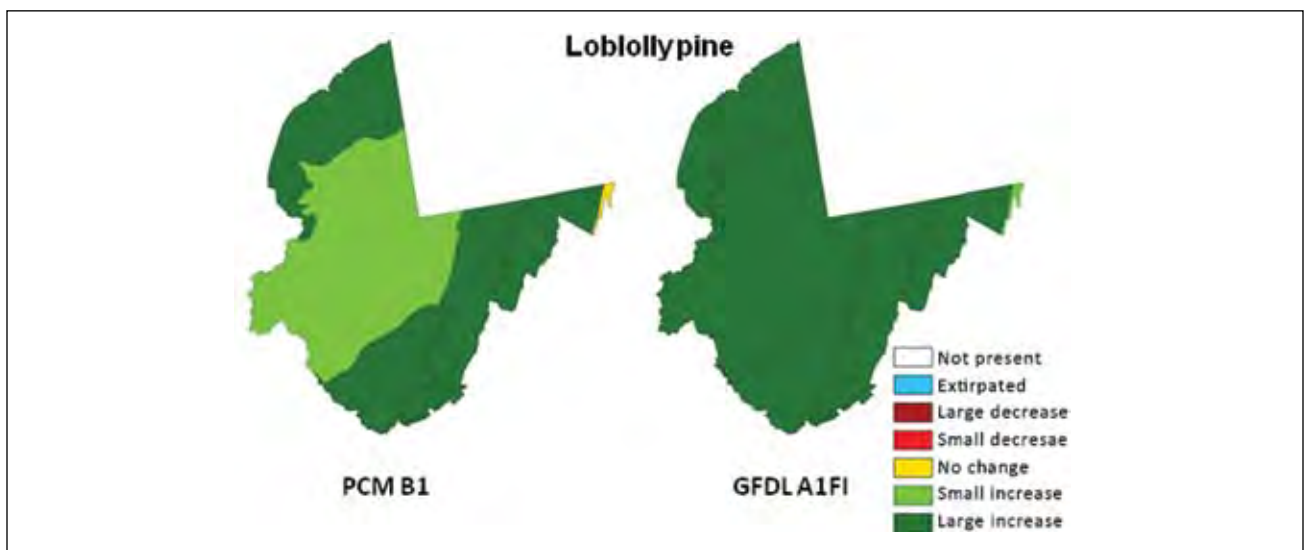 Loblollypine
Not present
Extirpated
Large decrease
Small decresae
No change
Small increase
Large increase
PCM B1
GFDL A1FI